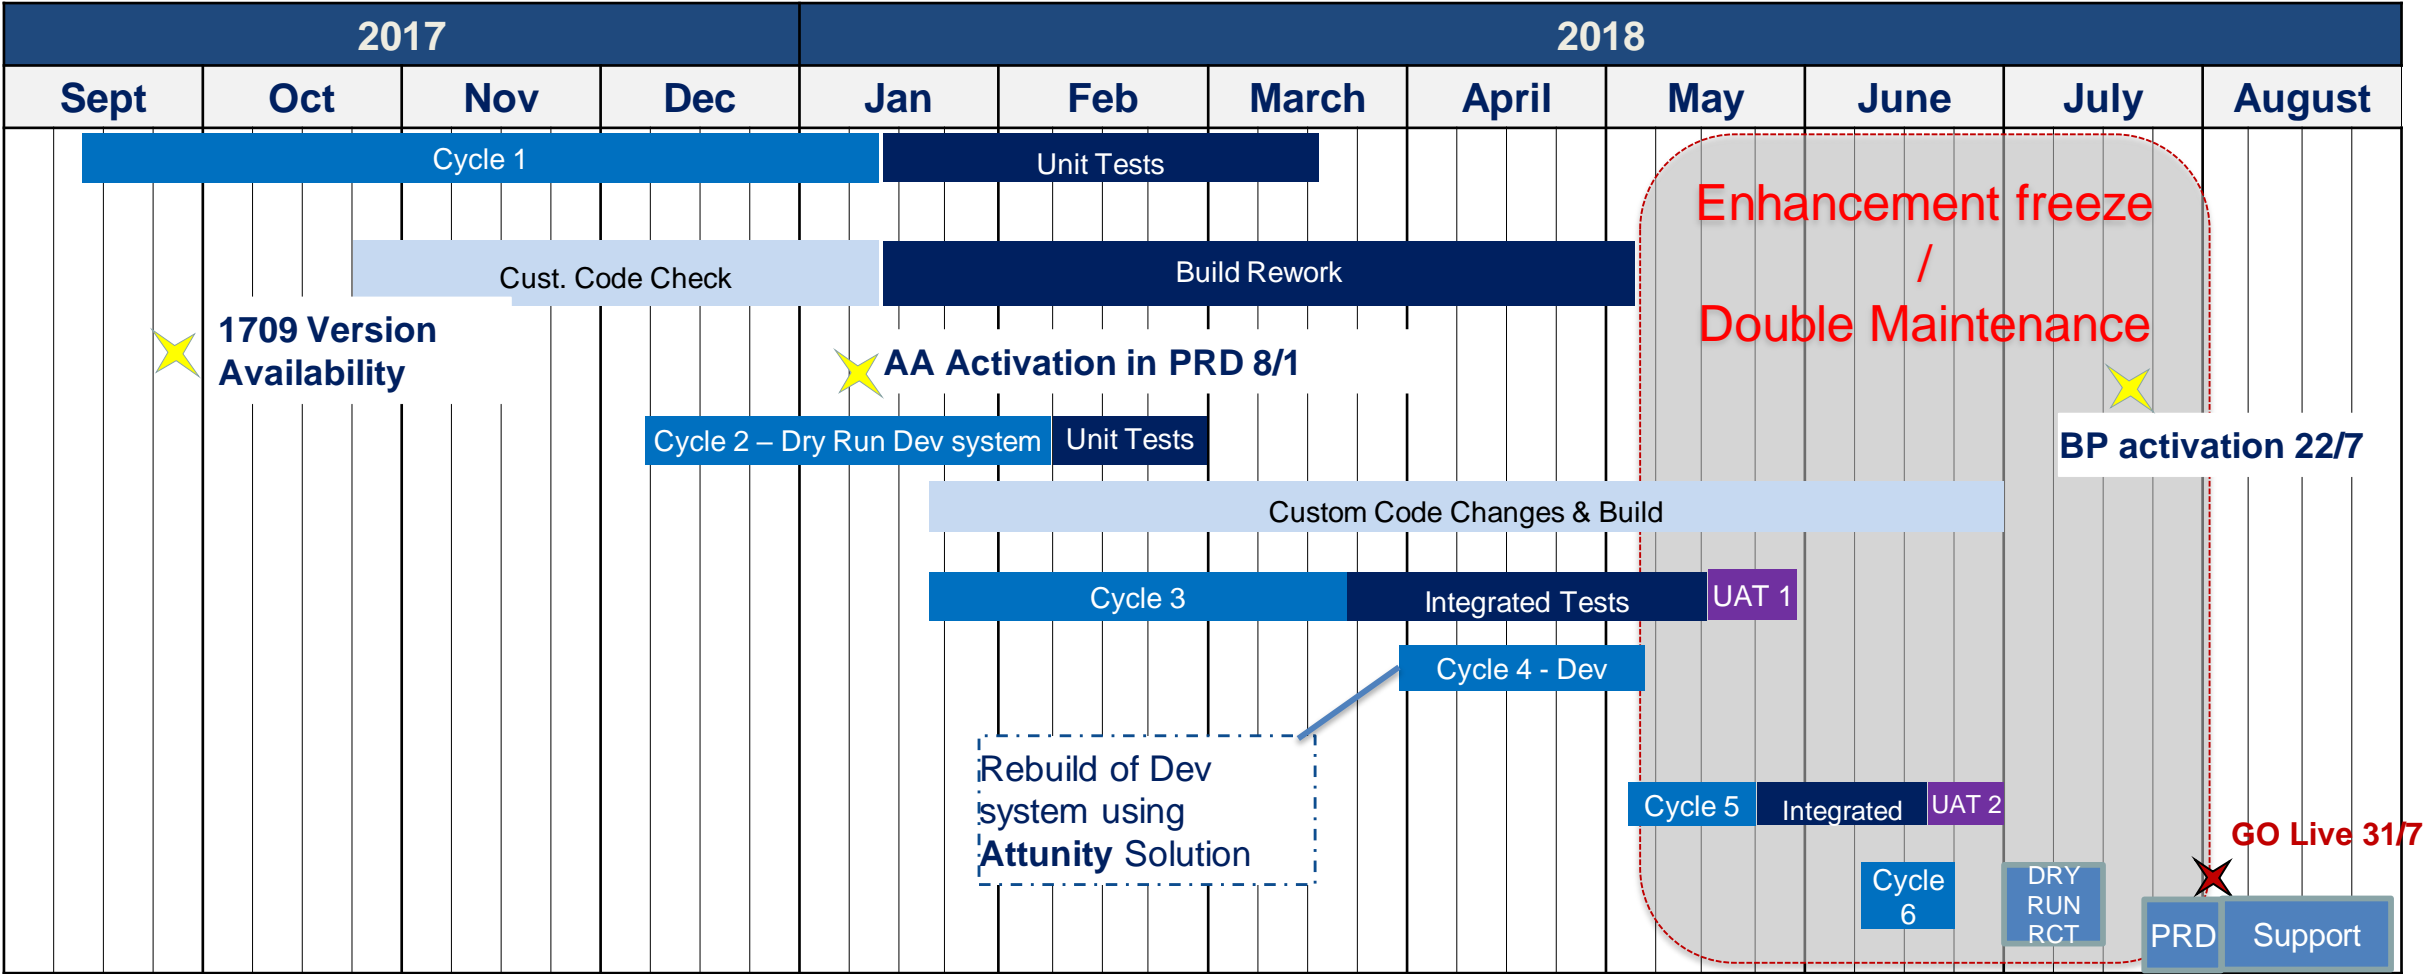 2017
2018
Sept
Oct
Nov
Dec
Jan
Feb
March
April
May
June
July
August
Cycle 1
Unit Tests
Enhancement freeze
/
Double Maintenance
Cust. Code Check
Build Rework
1709 Version
Availability
AA Activation in PRD 8/1
Cycle 2 – Dry Run Dev system
Unit Tests
BP activation 22/7
Custom Code Changes & Build
Cycle 3
Integrated Tests
UAT 1
Cycle 4 - Dev
Rebuild of Dev
system using
Attunity Solution
Cycle 5
Integrated
UAT 2
GO Live 31/7
Cycle
6
DRY
RUN
RCT
PRD
Support